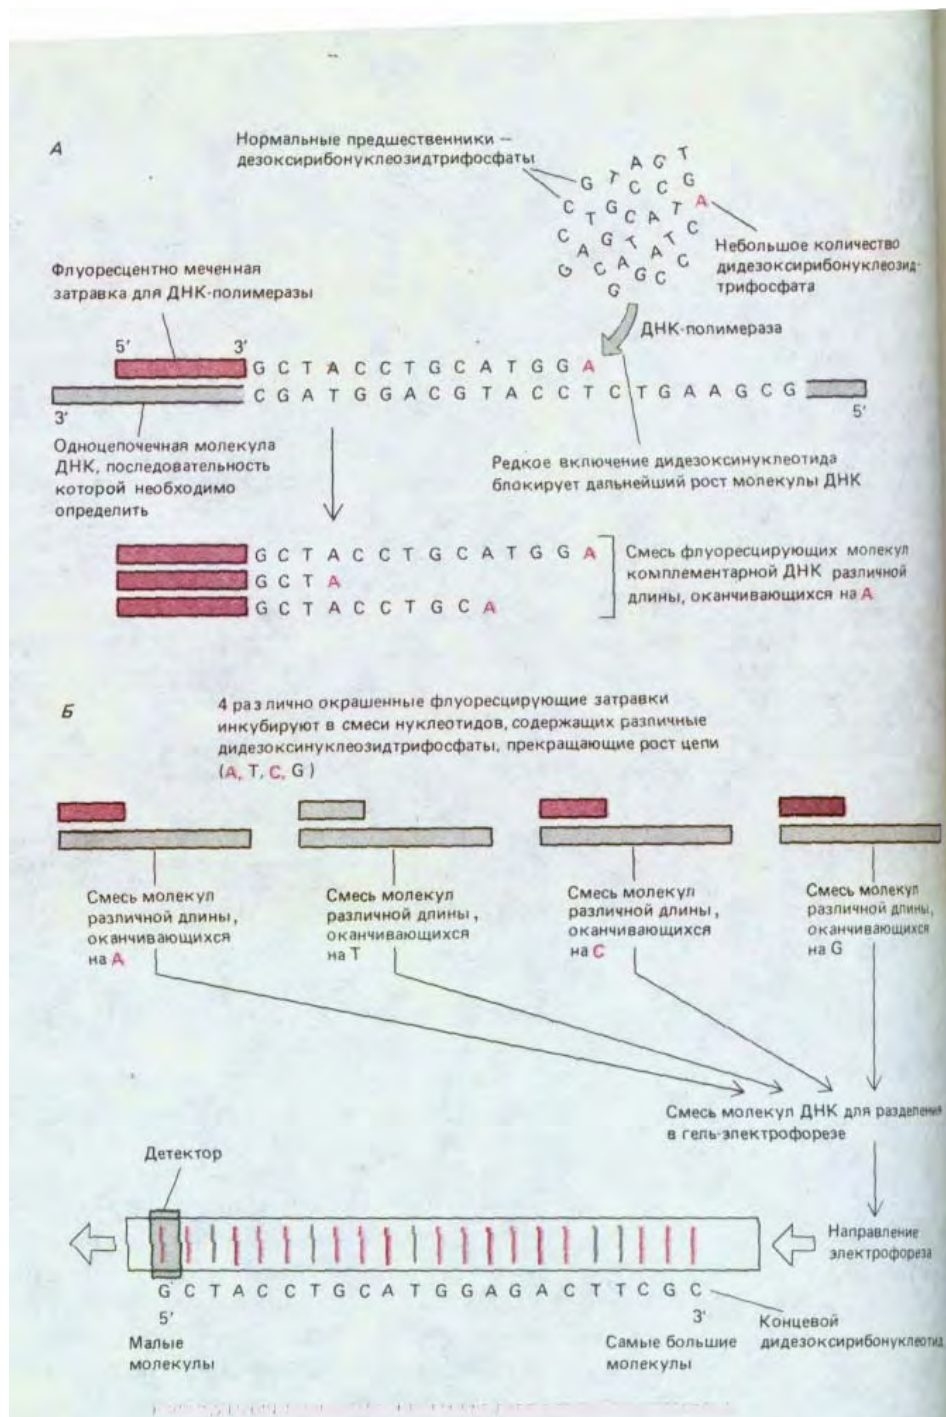 А
Нормальные предшественники —
дезоксирибонуклеозидтрифосфаты
A G T
G T C C G
C T G C A T A
C A G T A T C
G C A G C C
G
Небольшое количество
дидезоксирибонуклеозид-
трифосфата
Флуоресцентно меченная
затравка для ДНК-полимеразы
ДНК-полимераза
5' 3'
G C T A C C T G C A T G G A
C G A T G G A C G T A C C T C T G A A G C G
3' 5'
Одноцепочечная молекула
ДНК, последовательность
которой необходимо
определить
Редкое включение дидезоксинуклеотида
блокирует дальнейший рост молекулы ДНК
G C T A C C T G C A T G G A
G C T A
G C T A C C T G C A
Смесь флуоресцирующих молекул
комплементарной ДНК различной
длины, оканчивающихся на A
Б
4 различно окрашенные флуоресцирующие затравки
инкубируют в смеси нуклеотидов, содержащих различные
дидезоксинуклеозидтрифосфаты, прекращающие рост цепи
(A, T, C, G)
Смесь молекул
различной длины,
оканчивающихся
на A
Смесь молекул
различной длины,
оканчивающихся
на T
Смесь молекул
различной длины,
оканчивающихся
на C
Смесь молекул
различной длины,
оканчивающихся
на G
Смесь молекул ДНК для разделения
в гель-электрофорезе
Детектор
Направление
электрофореза
G C T A C C T G C A T G G A G A C T T C G C
5' 3'
Малые
молекулы
Самые большие
молекулы
Концевой
дидезоксирибонуклеотид